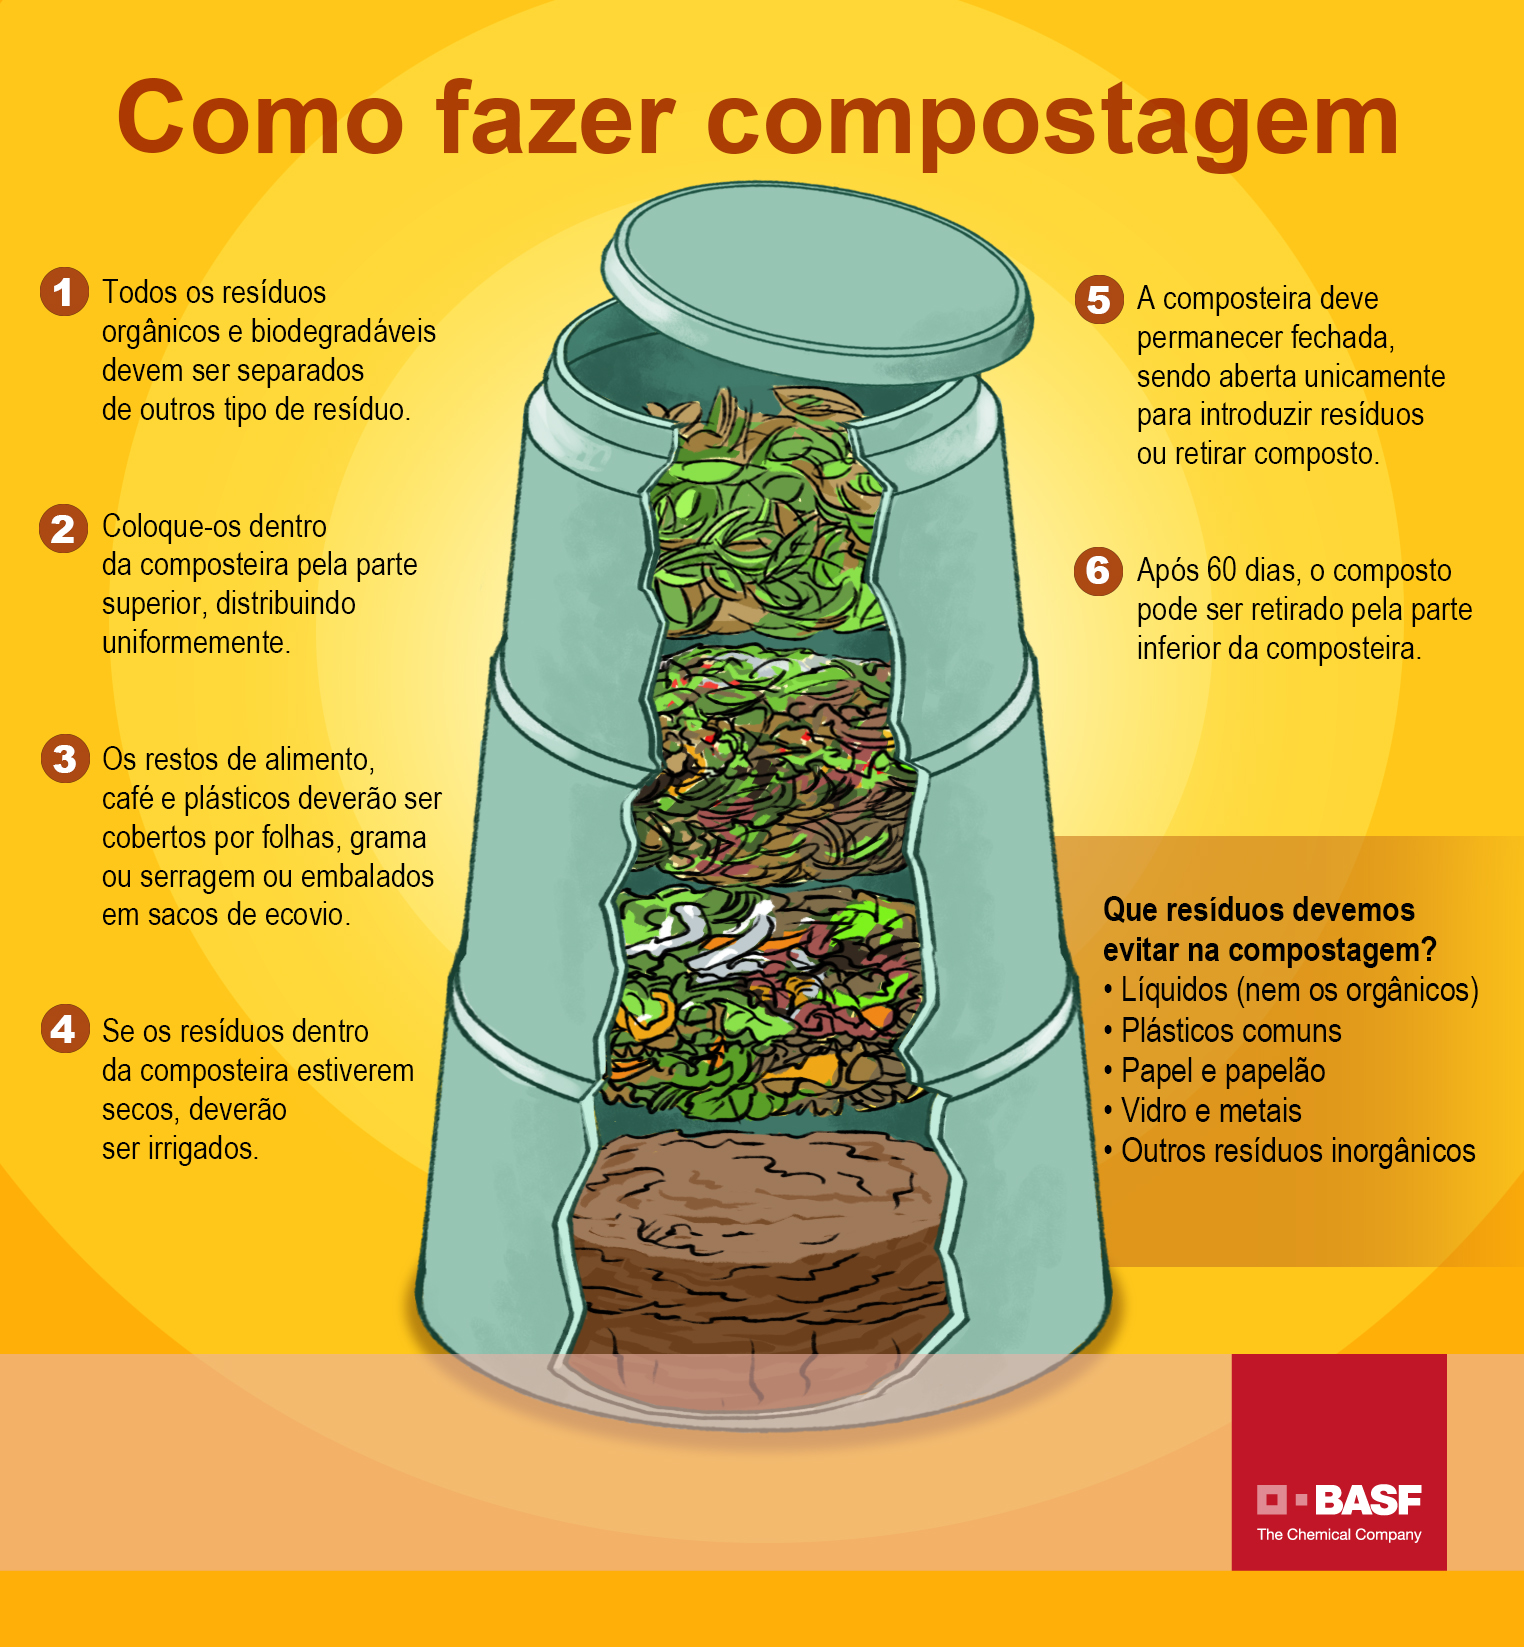 Como fazer compostagem
1 Todos os resíduos
orgânicos e biodegradáveis
devem ser separados
de outros tipo de resíduo.
2 Coloque-os dentro
da composteira pela parte
superior, distribuindo
uniformemente.
3 Os restos de alimento,
café e plásticos deverão ser
cobertos por folhas, grama
ou serragem ou embalados
em sacos de ecovio.
4 Se os resíduos dentro
da composteira estiverem
secos, deverão
ser irrigados.
5 A composteira deve
permanecer fechada,
sendo aberta unicamente
para introduzir resíduos
ou retirar composto.
6 Após 60 dias, o composto
pode ser retirado pela parte
inferior da composteira.
Que resíduos devemos
evitar na compostagem?
• Líquidos (nem os orgânicos)
• Plásticos comuns
• Papel e papelão
• Vidro e metais
• Outros resíduos inorgânicos
BASF
The Chemical Company